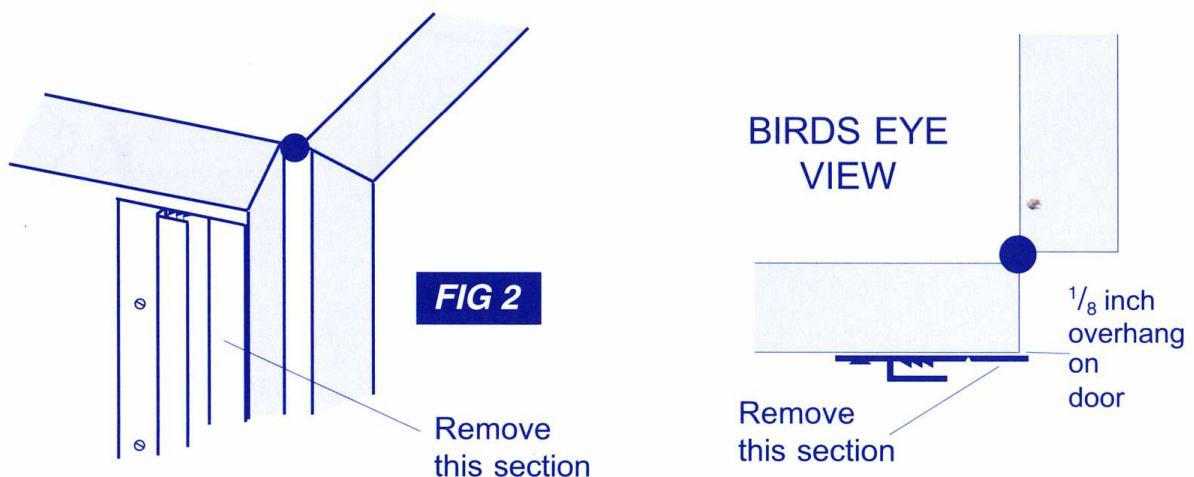 FIG 2
Remove
this section
BIRDS EYE
VIEW
1/8 inch
overhang
on
door
Remove
this section